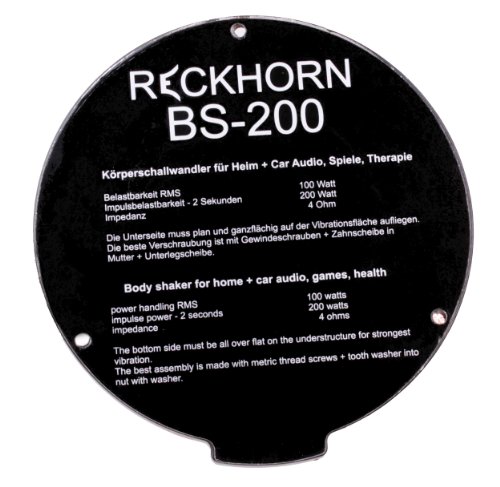 RECKHORN
BS-200
Körperschallwandler für Heim + Car Audio, Spiele, Therapie
Belastbarkeit RMS 100 Watt
Impulsbelastbarkeit - 2 Sekunden 200 Watt
Impedanz 4 Ohm
Die Unterseite muss plan und ganzflächig auf der Vibrationsfläche aufliegen.
Die beste Verschraubung ist mit Gewindeschrauben + Zahnscheibe in
Mutter + Unterlegscheibe.
Body shaker for home + car audio, games, health
power handling RMS 100 watts
impulse power - 2 seconds 200 watts
impedance 4 ohms
The bottom side must be all over flat on the understructure for strongest
vibration.
The best assembly is made with metric thread screws + tooth washer into
nut with washer.